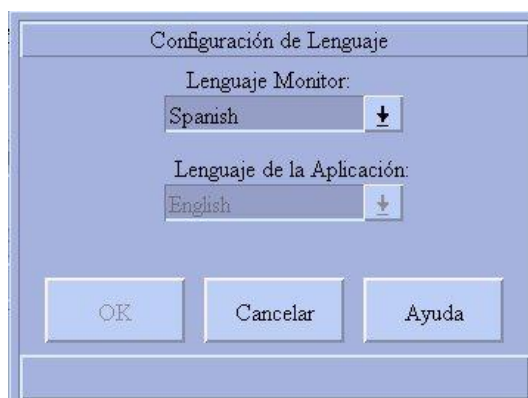 Configuración de Lenguaje
Lenguaje Monitor:
Spanish
Lenguaje de la Aplicación:
English
OK Cancelar Ayuda